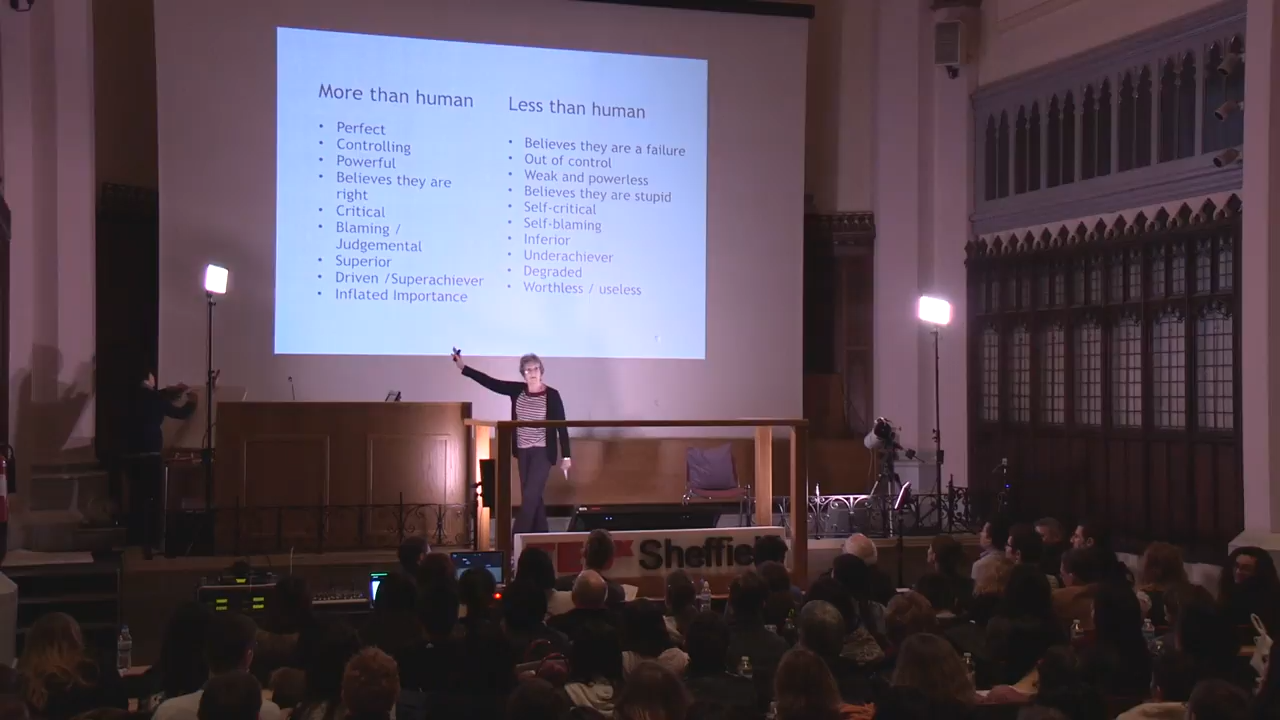 More than human
• Perfect
• Controlling
• Powerful
• Believes they are
right
• Critical
• Blaming /
Judgemental
• Superior
• Driven /Superachiever
• Inflated Importance
Less than human
• Believes they are a failure
• Out of control
• Weak and powerless
• Believes they are stupid
• Self-critical
• Self-blaming
• Inferior
• Underachiever
• Degraded
• Worthless / useless
Sheffield